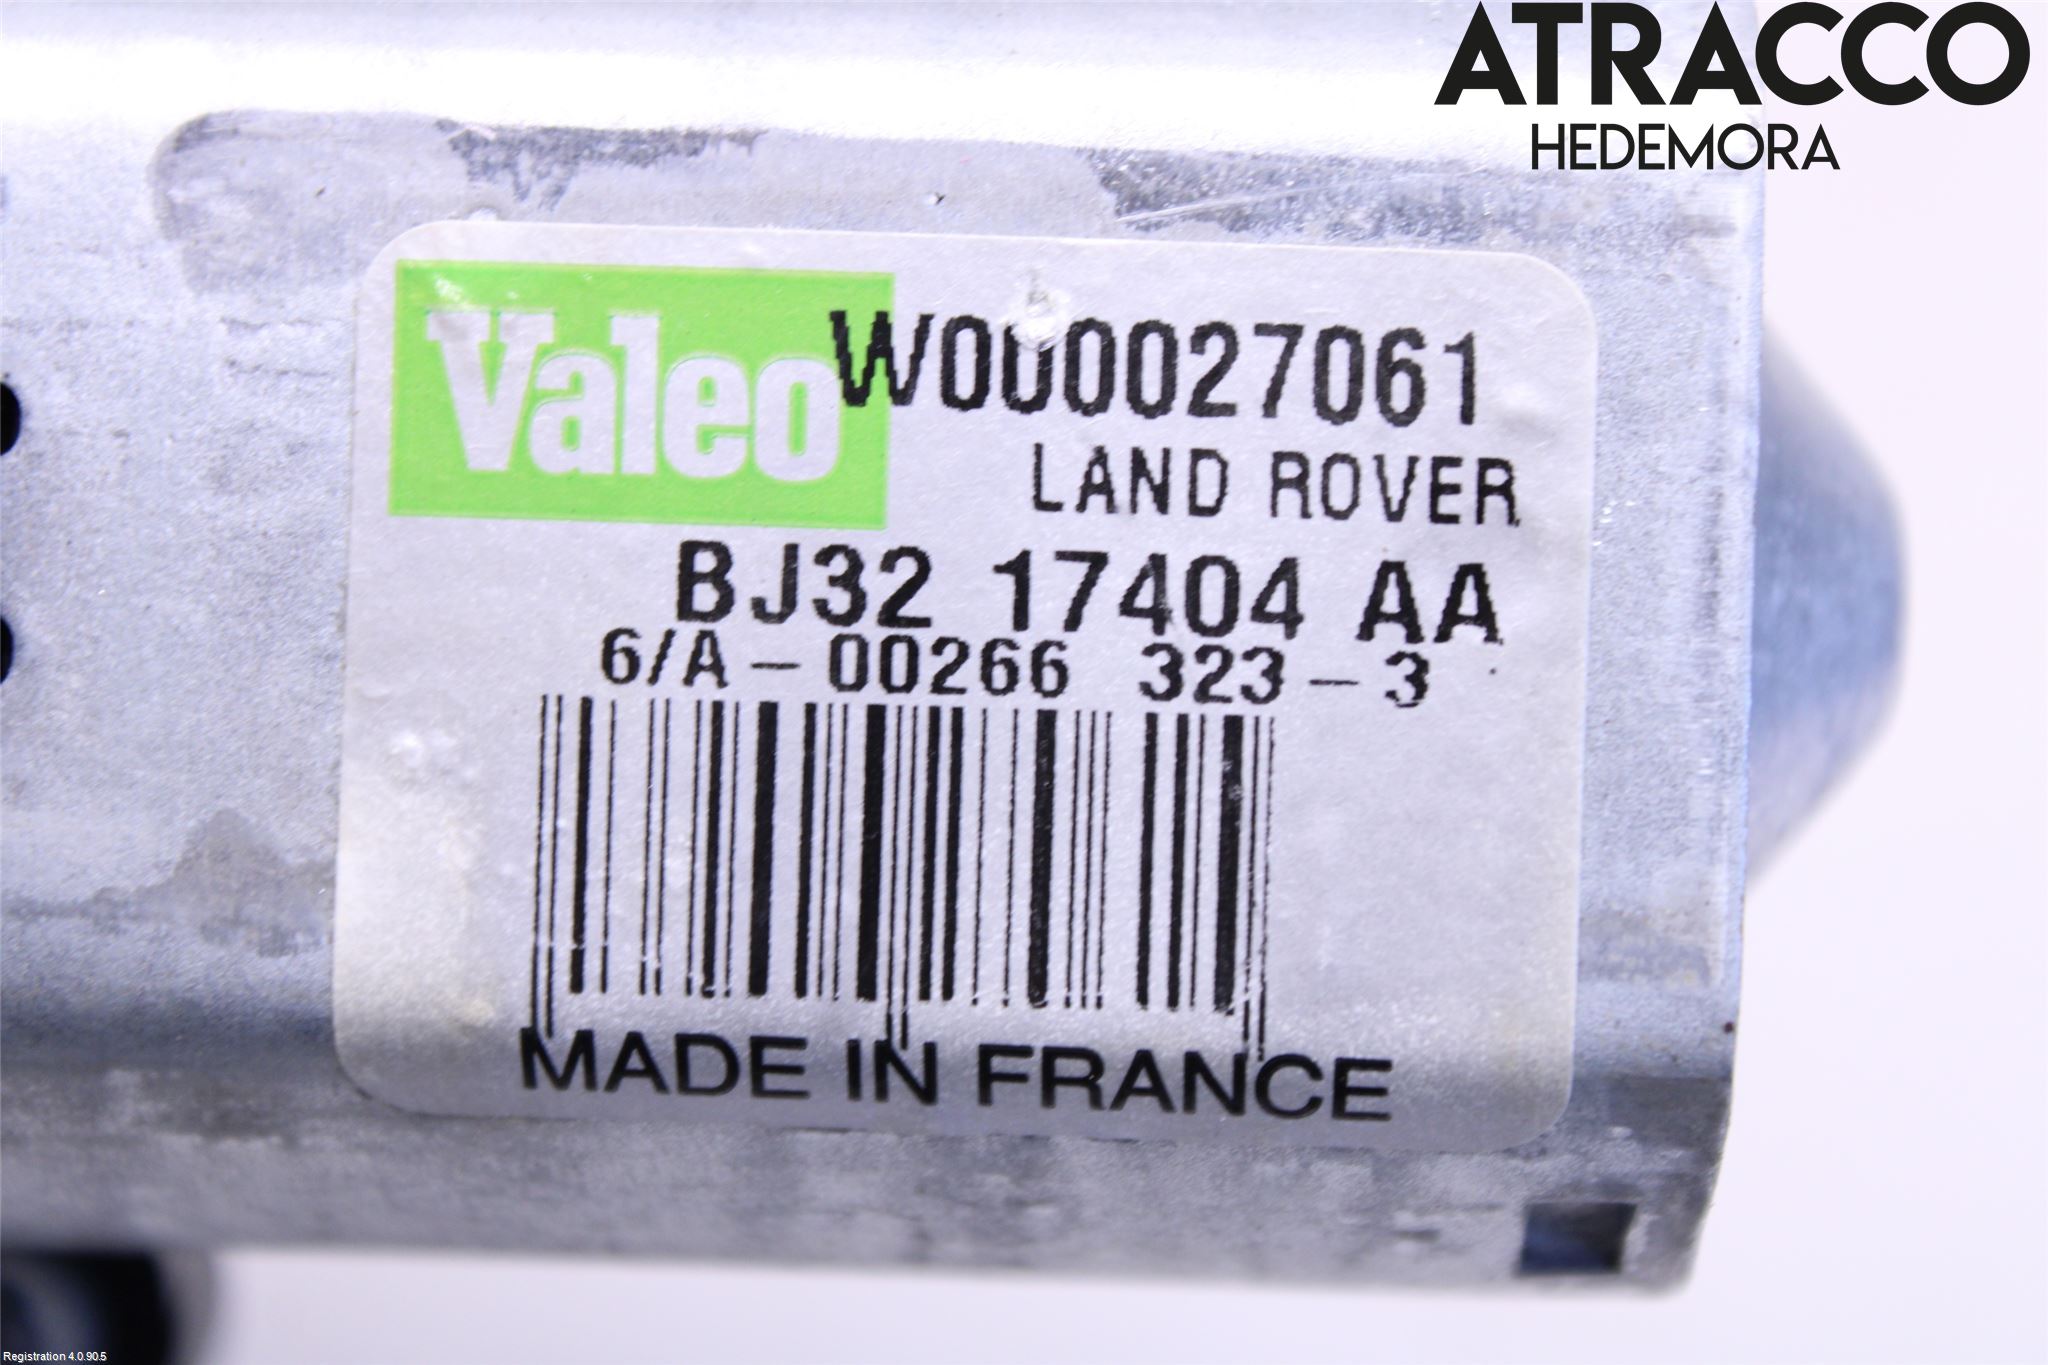 ATRACCO
HEDEMORA
Valeo
W000027061
LAND ROVER
BJ32 17404 AA
6/A-00266 323-3
MADE IN FRANCE
Registration 4.0.90.5